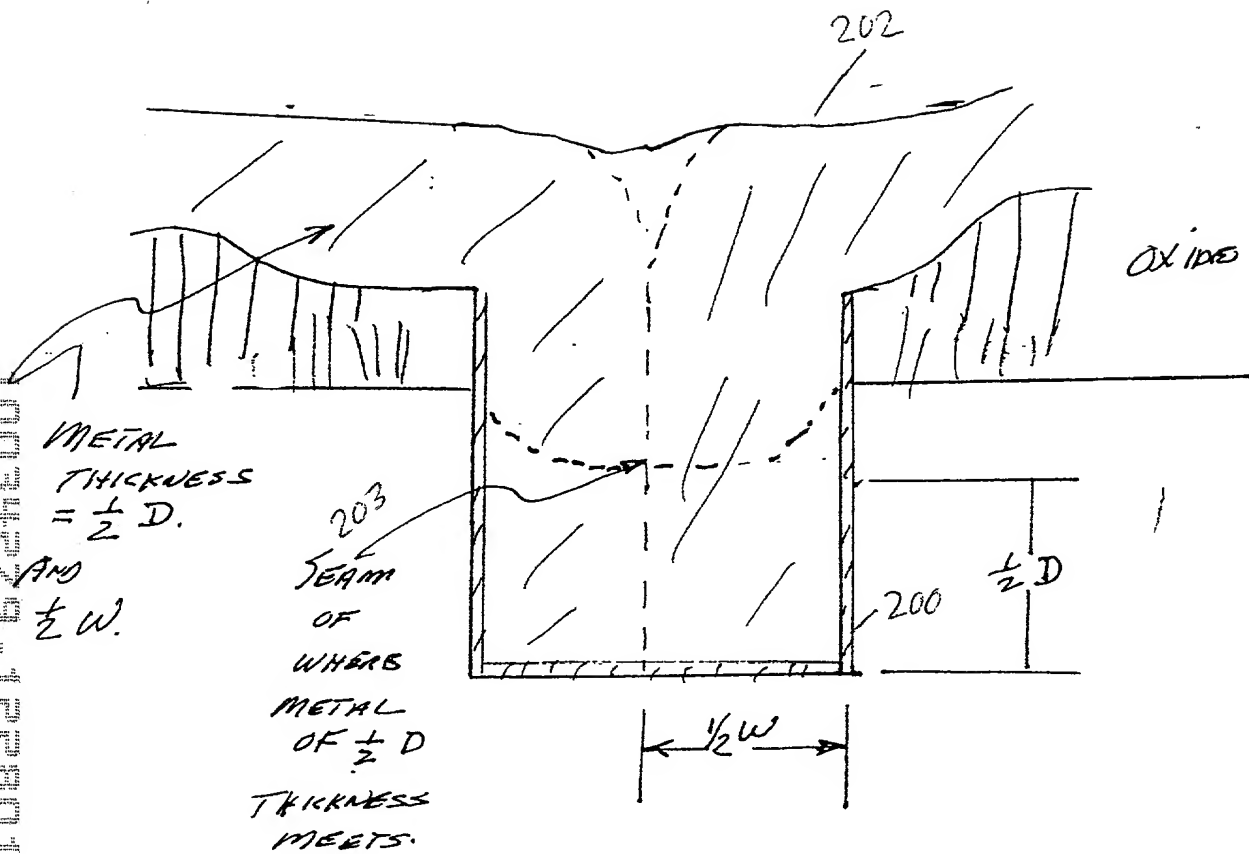 202
OXIDE
METAL
THICKNESS
= 1/2 D.
AND
1/2 W.
203
SEAM
OF
WHERE
METAL
OF 1/2 D
THICKNESS
MEETS.
1/2 D
200
1/2 W